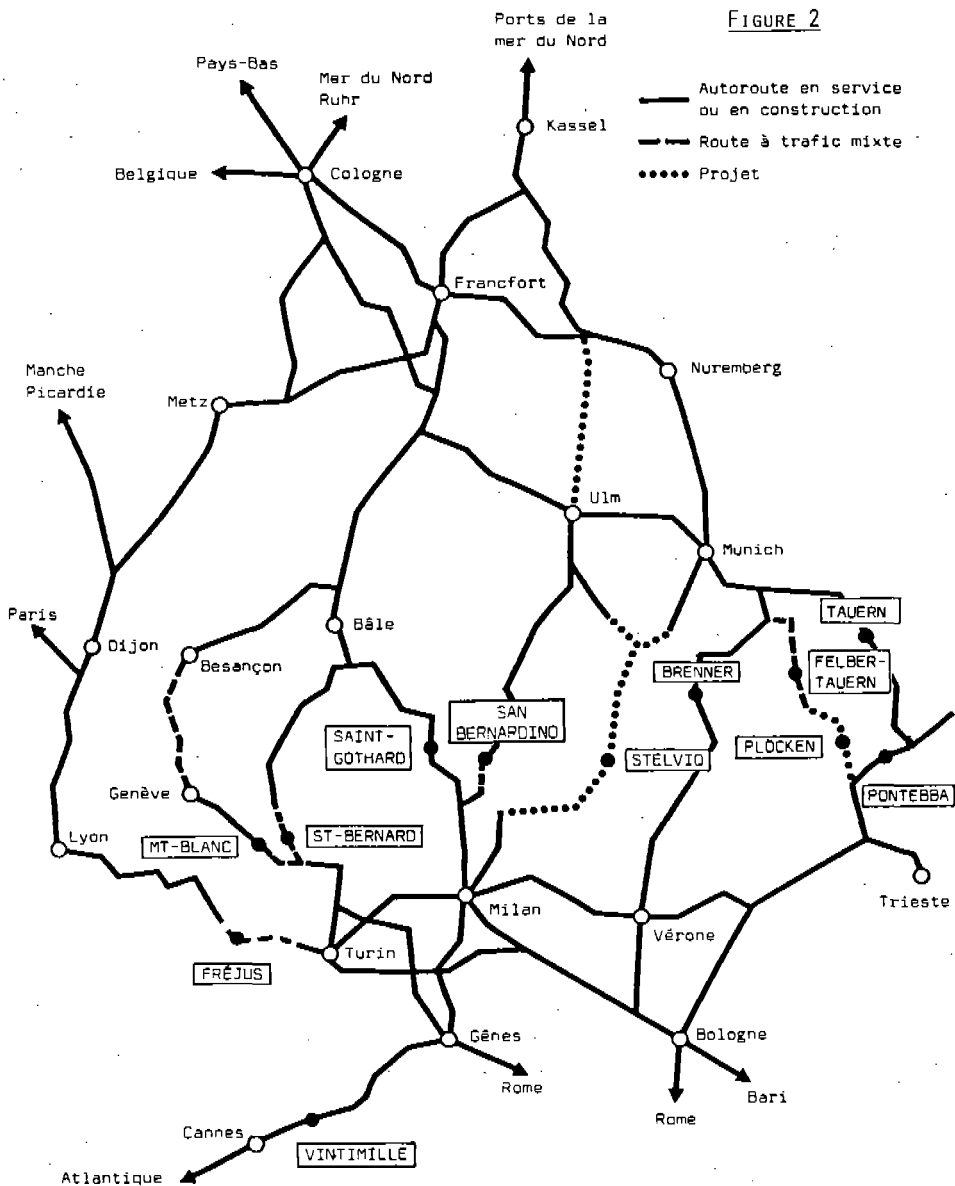 Ports de la
mer du Nord
FIGURE 2
Pays-Bas
Mer du Nord
Ruhr
Autoroute en service
ou en construction
Kassel
Route à trafic mixte
Belgique
Cologne
Projet
Francfort
Manche
Picardie
Nuremberg
Metz
Ulm
Munich
Paris
Dijon
Besançon
Bâle
TAUERN
BRENNER
FELBER-
TAUERN
SAINT-
GOTHARD
SAN
BERNARDINO
STELVIO
PLÖCKEN
Genève
PONTEBBA
Lyon
MT-BLANC
ST-BERNARD
Milan
Trieste
Vérone
Turin
FRÉJUS
Gênes
Bologne
Rome
Bari
Rome
Cannes
VINTIMILLE
Atlantique